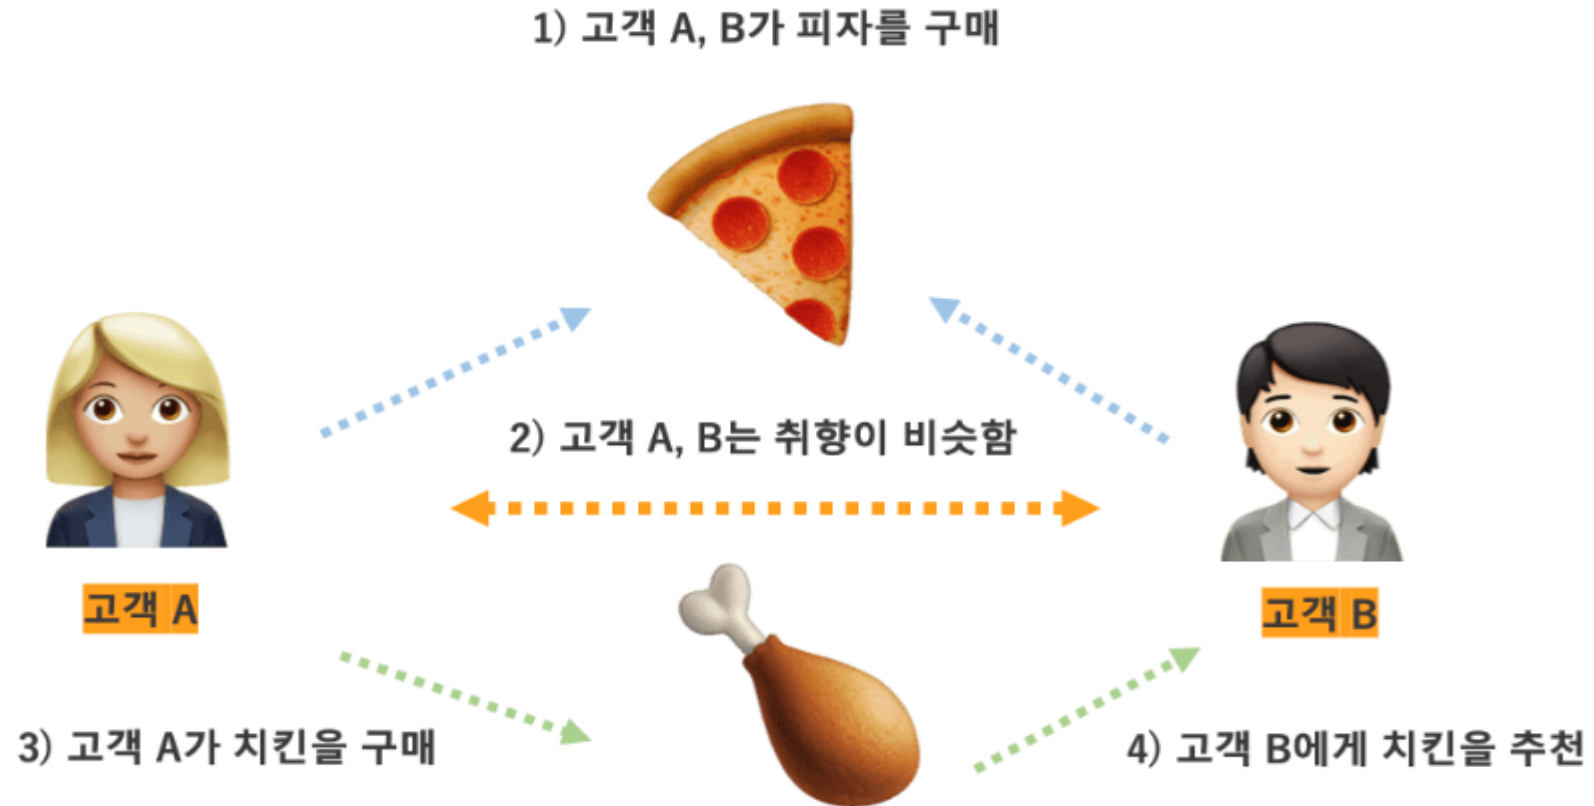 1) 고객 A, B가 피자를 구매
2) 고객 A, B는 취향이 비슷함
고객 A
고객 B
3) 고객 A가 치킨을 구매
4) 고객 B에게 치킨을 추천